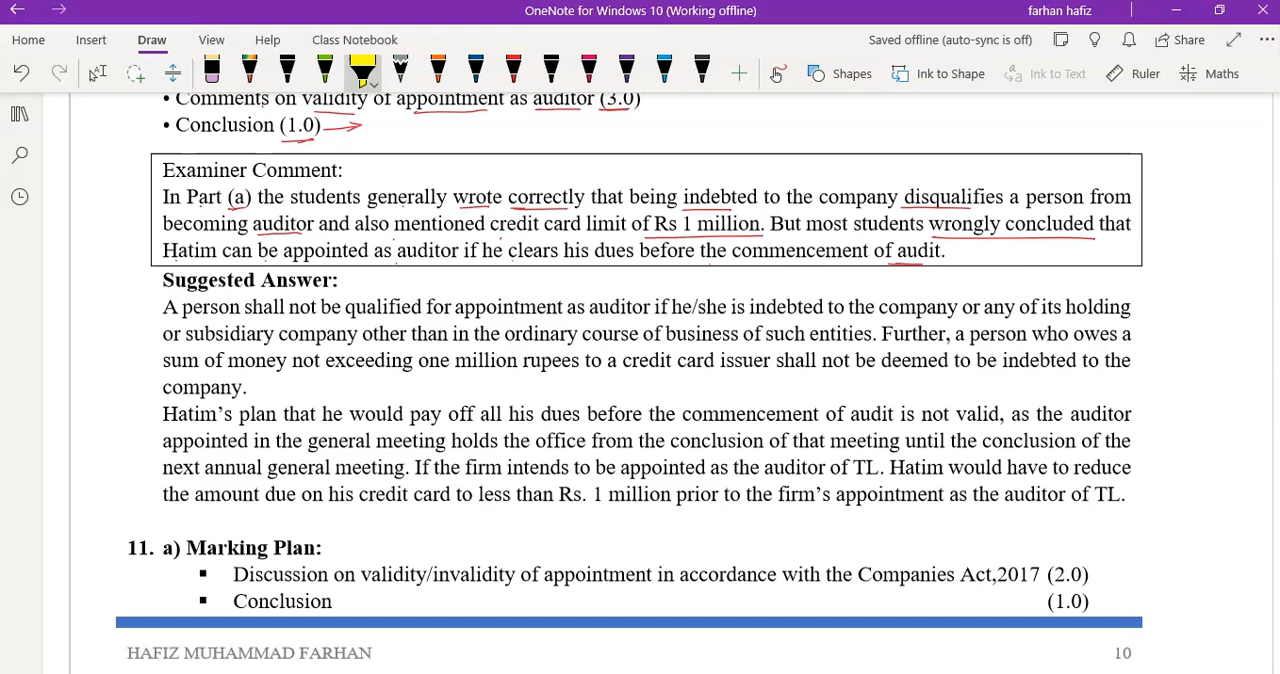 OneNote for Windows 10 (Working offline)
farhan hafiz
Home Insert Draw View Help Class Notebook
Saved offline (auto-sync is off)
Share
Shapes
Ink to Shape
Ink to Text
Ruler
Maths
• Comments on validity of appointment as auditor (3.0)
• Conclusion (1.0)
Examiner Comment:
In Part (a) the students generally wrote correctly that being indebted to the company disqualifies a person from
becoming auditor and also mentioned credit card limit of Rs 1 million. But most students wrongly concluded that
Hatim can be appointed as auditor if he clears his dues before the commencement of audit.
Suggested Answer:
A person shall not be qualified for appointment as auditor if he/she is indebted to the company or any of its holding
or subsidiary company other than in the ordinary course of business of such entities. Further, a person who owes a
sum of money not exceeding one million rupees to a credit card issuer shall not be deemed to be indebted to the
company.
Hatim's plan that he would pay off all his dues before the commencement of audit is not valid, as the auditor
appointed in the general meeting holds the office from the conclusion of that meeting until the conclusion of the
next annual general meeting. If the firm intends to be appointed as the auditor of TL. Hatim would have to reduce
the amount due on his credit card to less than Rs. 1 million prior to the firm's appointment as the auditor of TL.
11. a) Marking Plan:
▪ Discussion on validity/invalidity of appointment in accordance with the Companies Act,2017 (2.0)
▪ Conclusion (1.0)
HAFIZ MUHAMMAD FARHAN 10